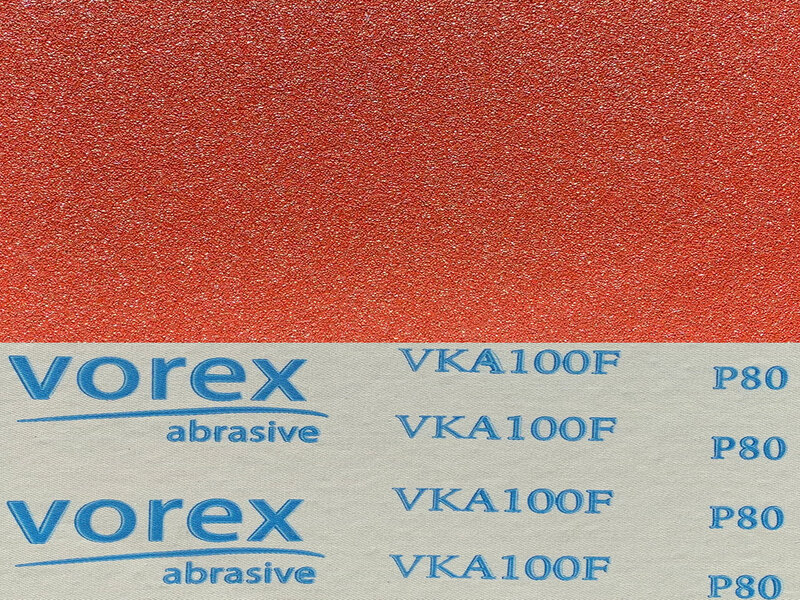 vorex
abrasive
VKA100F
P80
VKA100F
P80
vorex
abrasive
VKA100F
P80
VKA100F
P80